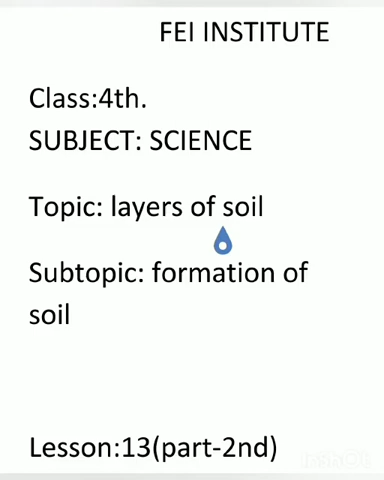 FEI INSTITUTE
Class:4th.
SUBJECT: SCIENCE
Topic: layers of soil
Subtopic: formation of
soil
Lesson:13(part-2nd)